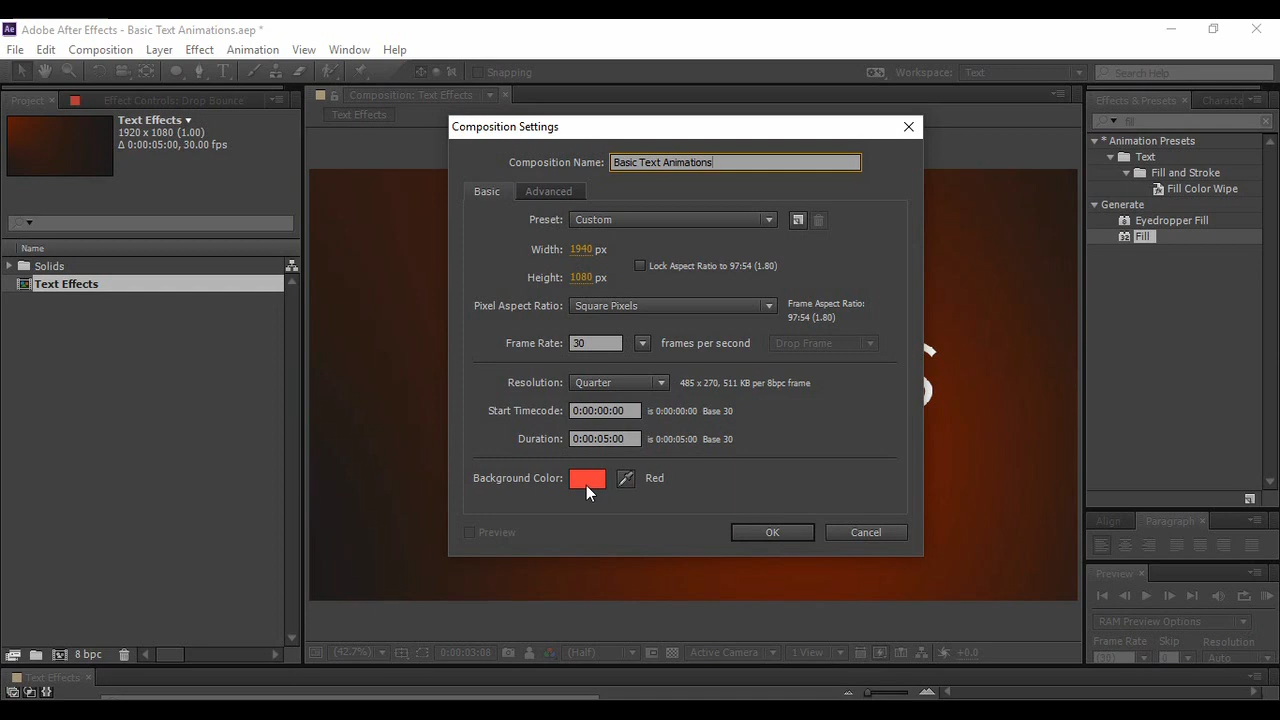 Ae Adobe After Effects - Basic Text Animations.aep *
File Edit Composition Layer Effect Animation View Window Help
Snapping Workspace: Text Search Help
Project Effect Controls: Drop Bounce
Text Effects
1920 x 1080 (1.00)
Δ 0:00:05:00, 30.00 fps
Name
Solids
Text Effects
8 bpc
Composition: Text Effects
Text Effects
Composition Settings
Composition Name: Basic Text Animations
Basic Advanced
Preset: Custom
Width: 1940 px
Lock Aspect Ratio to 97:54 (1.80)
Height: 1080 px
Pixel Aspect Ratio: Square Pixels
Frame Aspect Ratio:
97:54 (1.80)
Frame Rate: 30 frames per second Drop Frame
Resolution: Quarter 485 x 270, 511 KB per 8bpc frame
Start Timecode: 0:00:00:00 is 0:00:00:00 Base 30
Duration: 0:00:05:00 is 0:00:05:00 Base 30
Background Color: Red
Preview OK Cancel
S
(42.7%) 0:00:03:08 (Half) Active Camera 1 View +0.0
Effects & Presets Characte
fill
* Animation Presets
Text
Fill and Stroke
Fill Color Wipe
Generate
Eyedropper Fill
32 Fill
Align Paragraph
Preview
RAM Preview Options
Frame Rate Skip Resolution
(30) 0 Auto
Text Effects